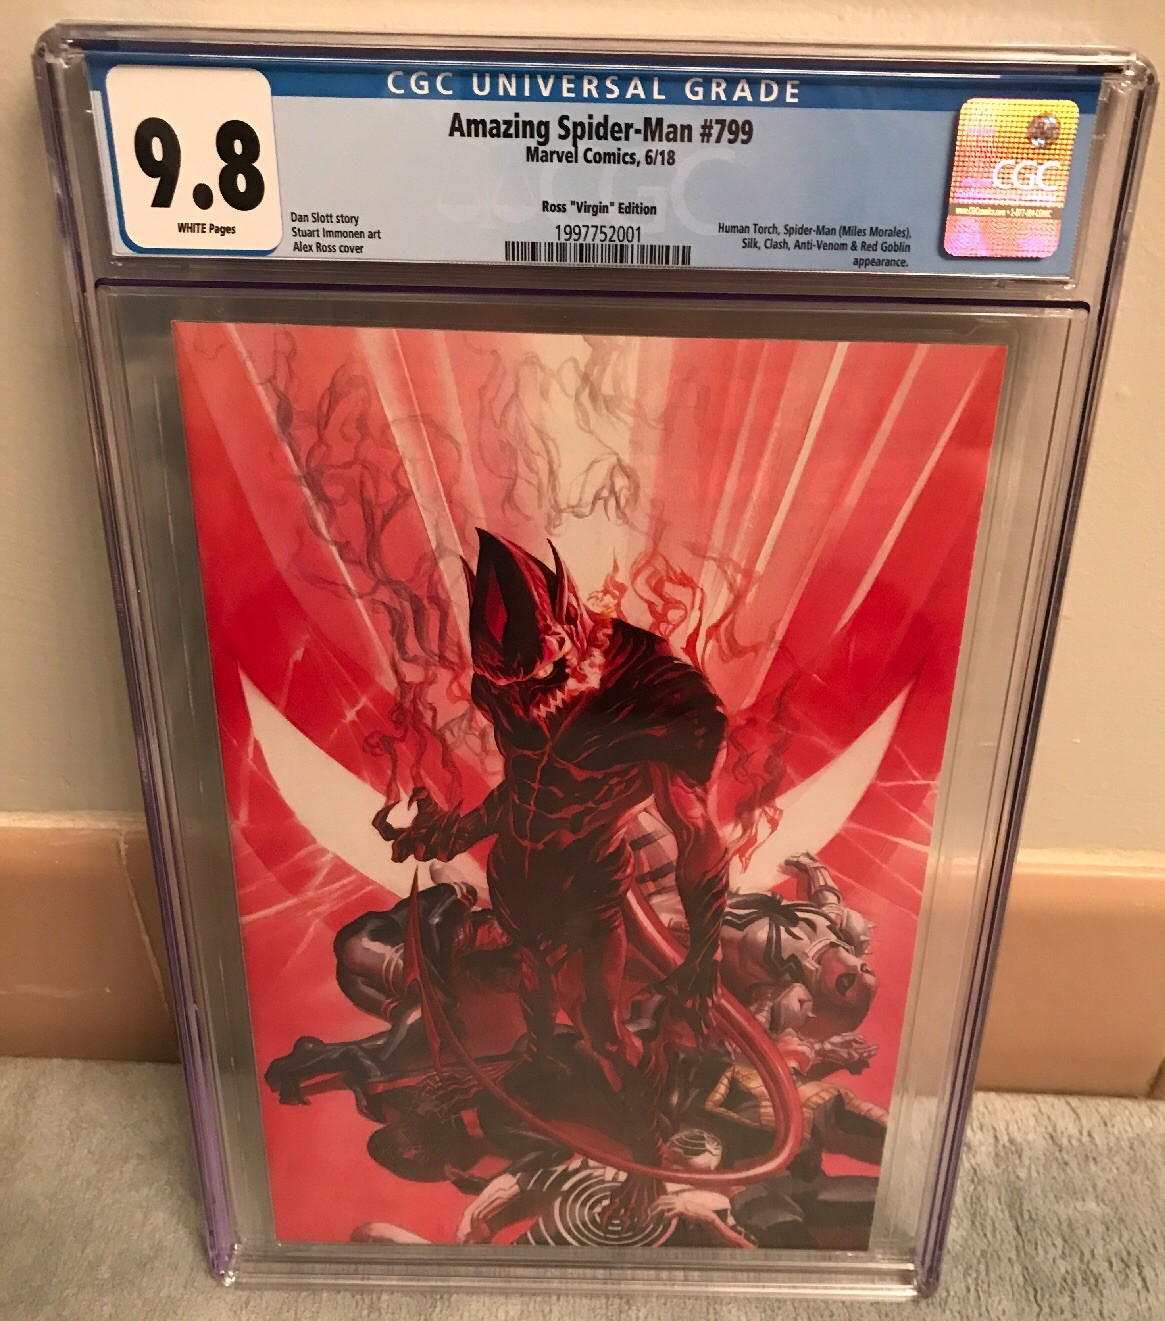 CGC UNIVERSAL GRADE
9.8
WHITE Pages
Amazing Spider-Man #799
Marvel Comics, 6/18
Ross "Virgin" Edition
1997752001
Dan Slott story
Stuart Immonen art
Alex Ross cover
Human Torch, Spider-Man (Miles Morales),
Silk, Clash, Anti-Venom & Red Goblin
appearance.
CGC
CGC